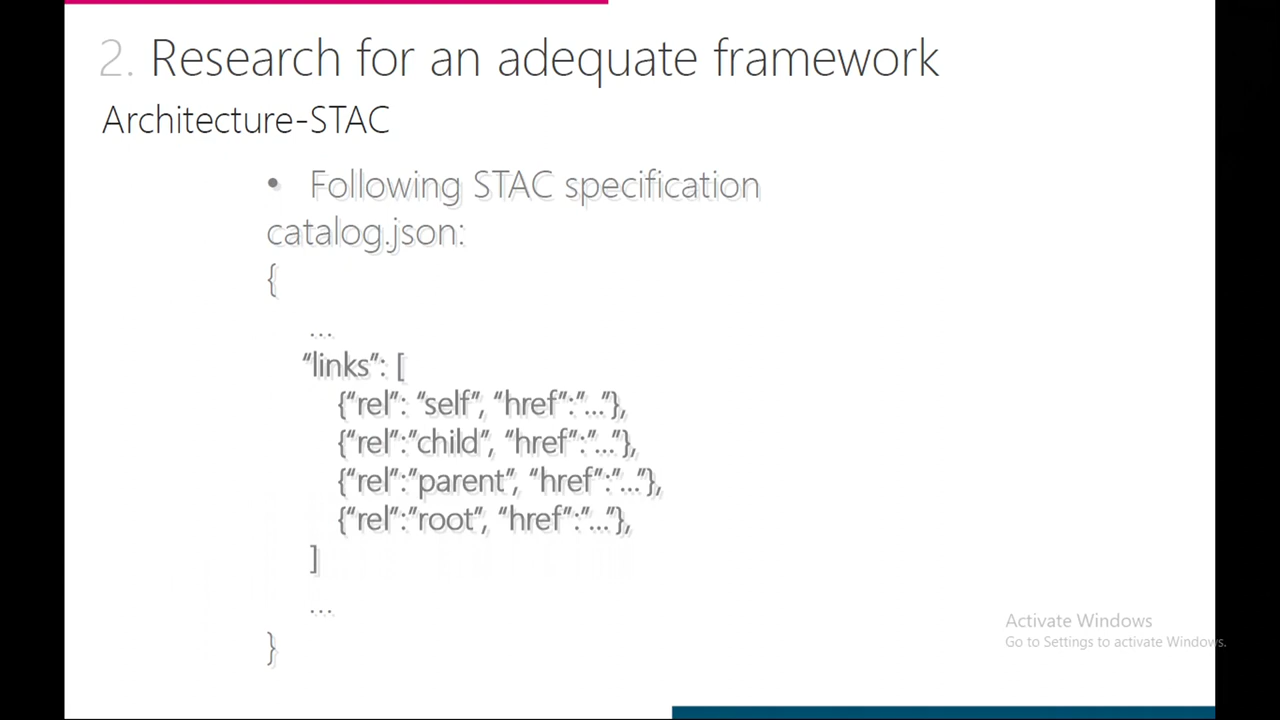 2. Research for an adequate framework
Architecture-STAC
• Following STAC specification
catalog.json:
{
...
“links”: [
{“rel”: “self”, “href”:”...”},
{“rel”:”child”, “href”:”...”},
{“rel”:”parent”, “href”:”...”},
{“rel”:”root”, “href”:”...”},
]
...
}
Activate Windows
Go to Settings to activate Windows.